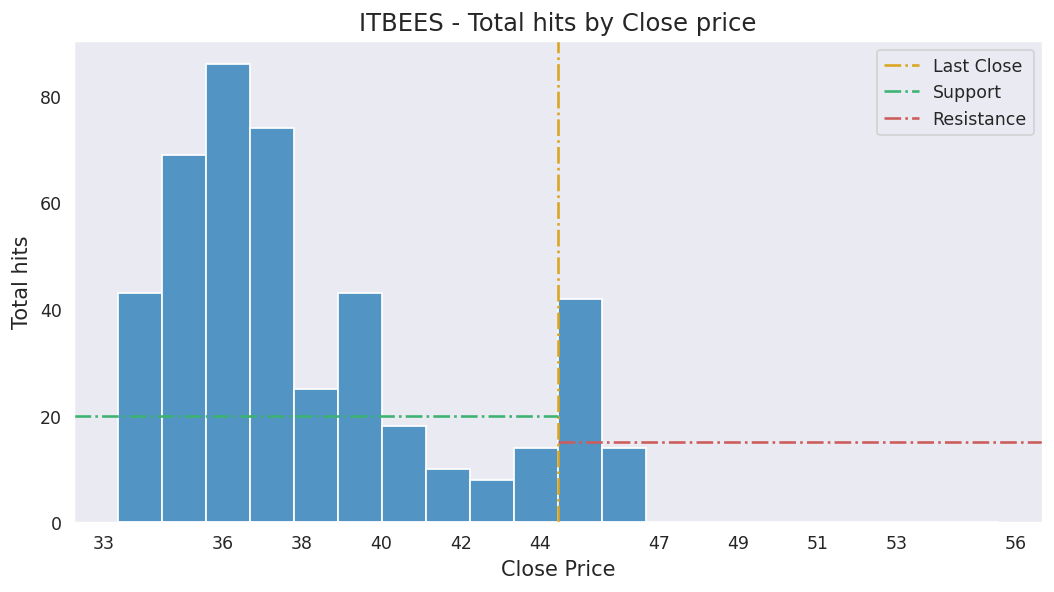 ITBEES - Total hits by Close price
Last Close
Support
Resistance
Total hits
80
60
40
20
0
33 36 38 40 42 44 47 49 51 53 56
Close Price